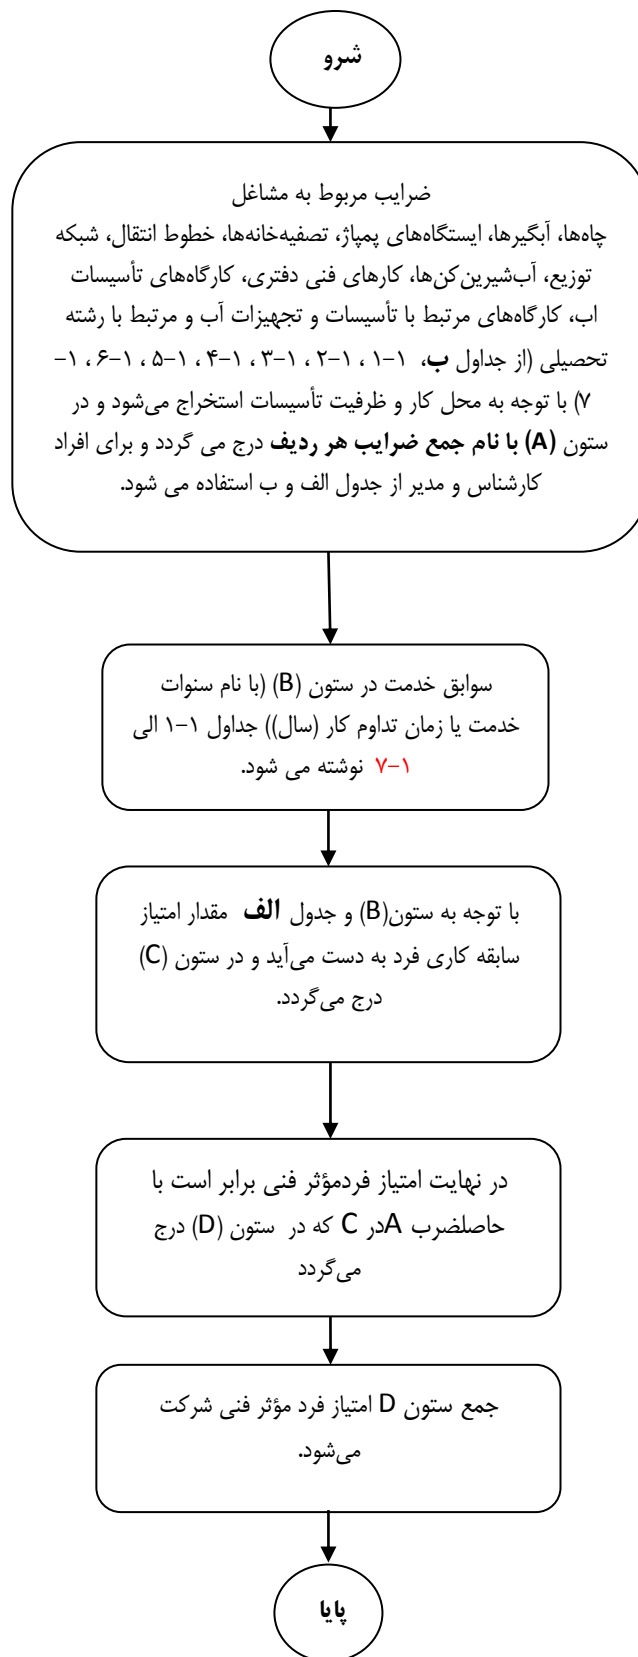 شرو
ضرایب مربوط به مشاغل
چاه‌ها، آبگیرها، ایستگاه‌های پمپاژ، تصفیه‌خانه‌ها، خطوط انتقال، شبکه
توزیع، آب‌شیرین‌کن‌ها، کارهای فنی دفتری، کارگاه‌های تأسیسات
اب، کارگاه‌های مرتبط با تأسیسات و تجهیزات آب و مرتبط با رشته
تحصیلی (از جداول ب، ۱-۱ ، ۱-۲ ، ۱-۳ ، ۱-۴ ، ۱-۵ ، ۱-۶ ، ۱-
۷) با توجه به محل کار و ظرفیت تأسیسات استخراج می‌شود و در
ستون (A) با نام جمع ضرایب هر ردیف درج می گردد و برای افراد
کارشناس و مدیر از جدول الف و ب استفاده می شود.
سوابق خدمت در ستون (B) (با نام سنوات
خدمت یا زمان تداوم کار (سال)) جداول ۱-۱ الی
۱-۷ نوشته می شود.
با توجه به ستون(B) و جدول الف مقدار امتیاز
سابقه کاری فرد به دست می‌آید و در ستون (C)
درج می‌گردد.
در نهایت امتیاز فردمؤثر فنی برابر است با
حاصلضرب Aدر C که در ستون (D) درج
می‌گردد
جمع ستون D امتیاز فرد مؤثر فنی شرکت
می‌شود.
پایا